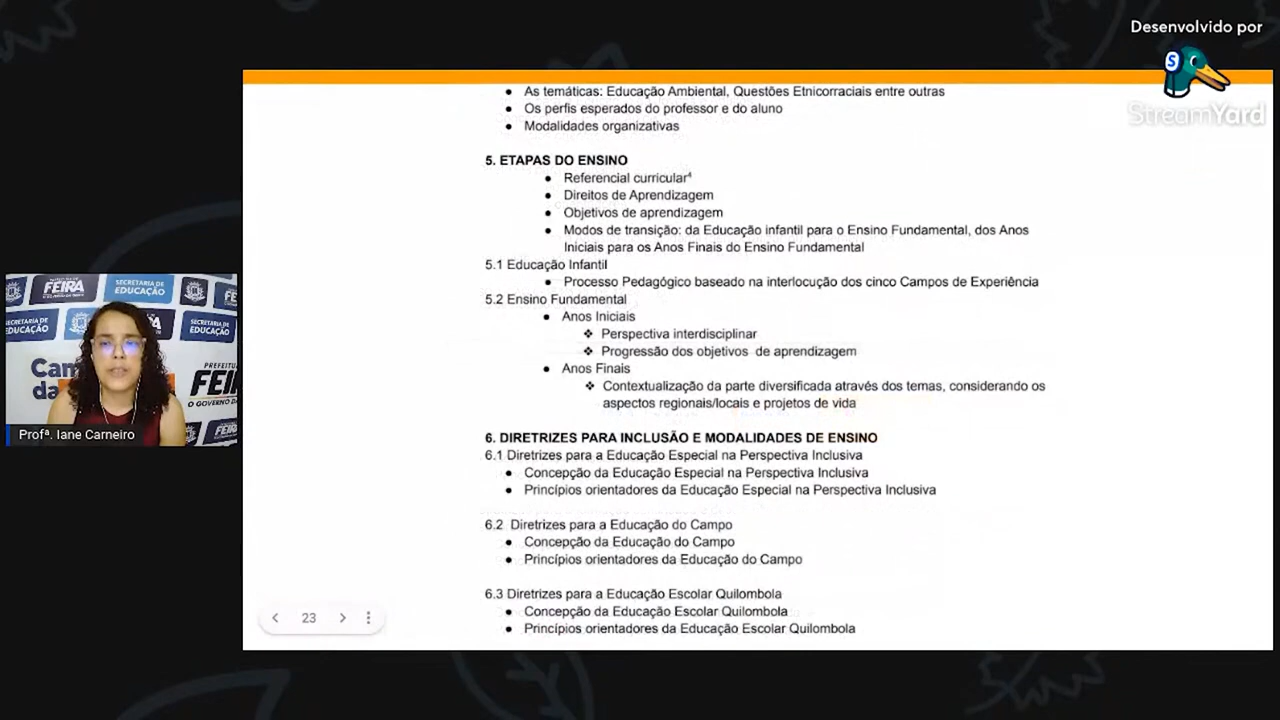 Desenvolvido por
S
StreamYard
As temáticas: Educação Ambiental, Questões Etnicorraciais entre outras
Os perfis esperados do professor e do aluno
Modalidades organizativas
5. ETAPAS DO ENSINO
Referencial curricular⁴
Direitos de Aprendizagem
Objetivos de aprendizagem
Modos de transição: da Educação infantil para o Ensino Fundamental, dos Anos
Iniciais para os Anos Finais do Ensino Fundamental
5.1 Educação Infantil
Processo Pedagógico baseado na interlocução dos cinco Campos de Experiência
5.2 Ensino Fundamental
Anos Iniciais
Perspectiva interdisciplinar
Progressão dos objetivos de aprendizagem
Anos Finais
Contextualização da parte diversificada através dos temas, considerando os
aspectos regionais/locais e projetos de vida
6. DIRETRIZES PARA INCLUSÃO E MODALIDADES DE ENSINO
6.1 Diretrizes para a Educação Especial na Perspectiva Inclusiva
Concepção da Educação Especial na Perspectiva Inclusiva
Princípios orientadores da Educação Especial na Perspectiva Inclusiva
6.2 Diretrizes para a Educação do Campo
Concepção da Educação do Campo
Princípios orientadores da Educação do Campo
6.3 Diretrizes para a Educação Escolar Quilombola
Concepção da Educação Escolar Quilombola
Princípios orientadores da Educação Escolar Quilombola
23
FEIRA
SECRETARIA DE
EDUCAÇÃO
SECRETARIA DE
EDUCAÇÃO
Profª. Iane Carneiro